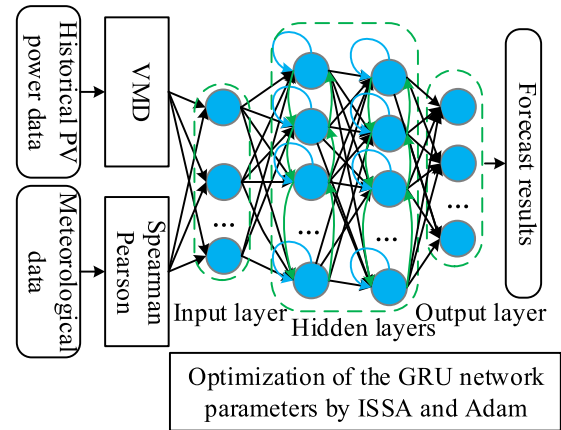 Historical PV
power data
VMD
Meteorological
data
Spearman
Pearson
...
...
...
...
Input layer
Hidden layers
Output layer
Forecast results
Optimization of the GRU network
parameters by ISSA and Adam